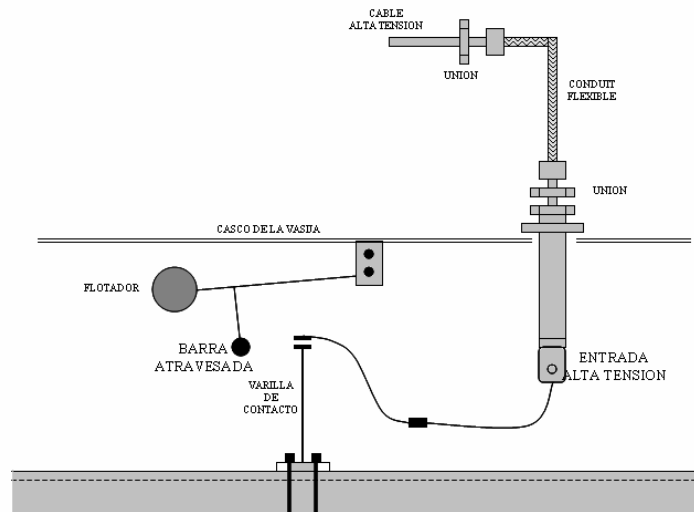 CABLE
ALTA TENSION
UNION
CONDUIT
FLEXIBLE
UNION
CASCO DE LA VASIJA
FLOTADOR
BARRA
ATRAVESADA
ENTRADA
ALTA TENSION
VARILLA
DE
CONTACTO